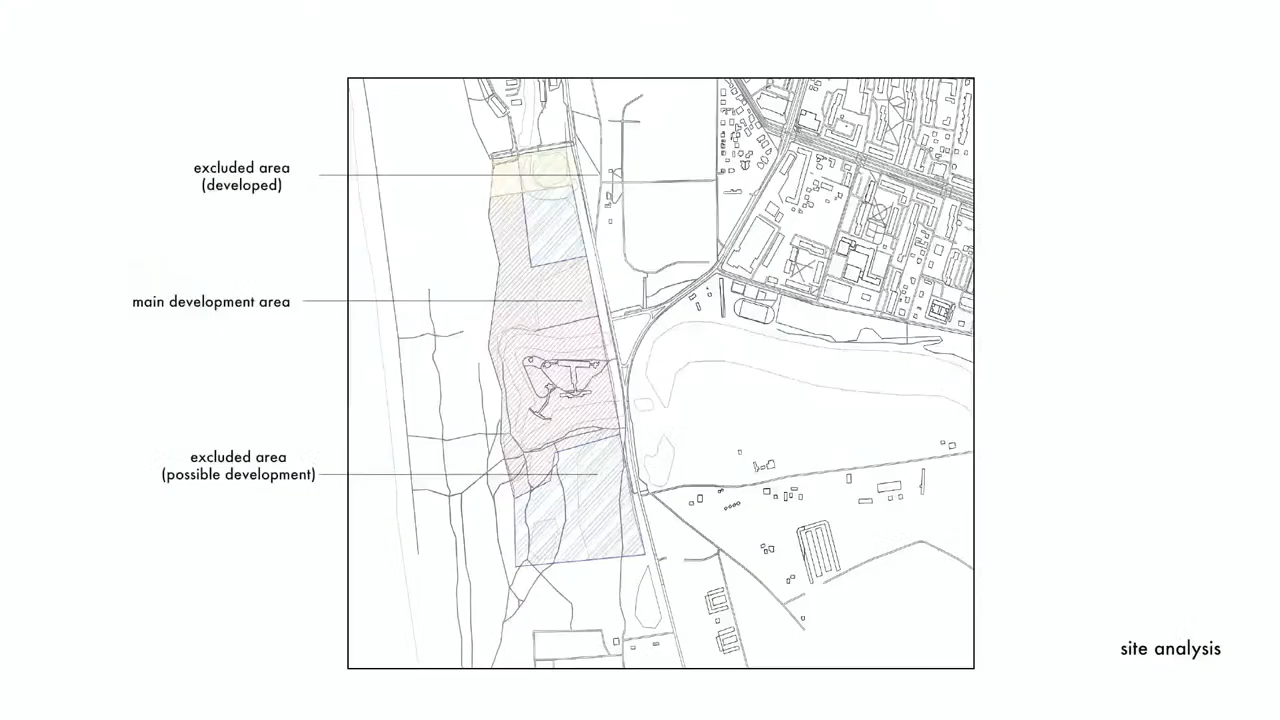 excluded area
(developed)
main development area
excluded area
(possible development)
site analysis